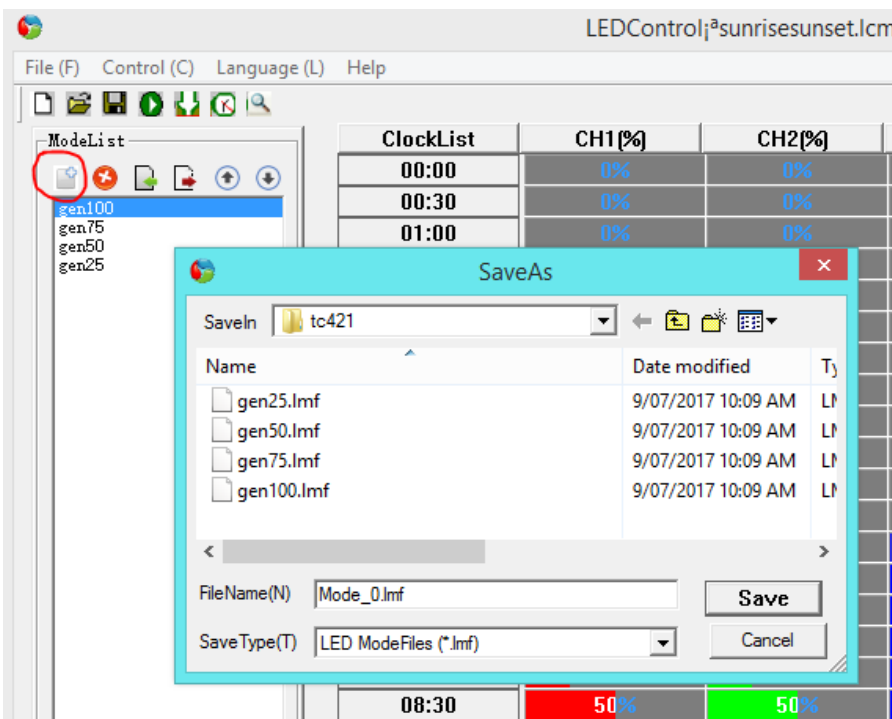 LEDControl¡ªsunrisesunset.lcm
File (F) Control (C) Language (L) Help
ModeList
ClockList CH1(%) CH2(%)
00:00 0% 0%
00:30 0% 0%
01:00 0% 0%
gen100
gen75
gen50
gen25
SaveAs
SaveIn tc421
Name Date modified
gen25.lmf 9/07/2017 10:09 AM
gen50.lmf 9/07/2017 10:09 AM
gen75.lmf 9/07/2017 10:09 AM
gen100.lmf 9/07/2017 10:09 AM
FileName(N) Mode_0.lmf Save
SaveType(T) LED ModeFiles (*.lmf) Cancel
08:30 50% 50%